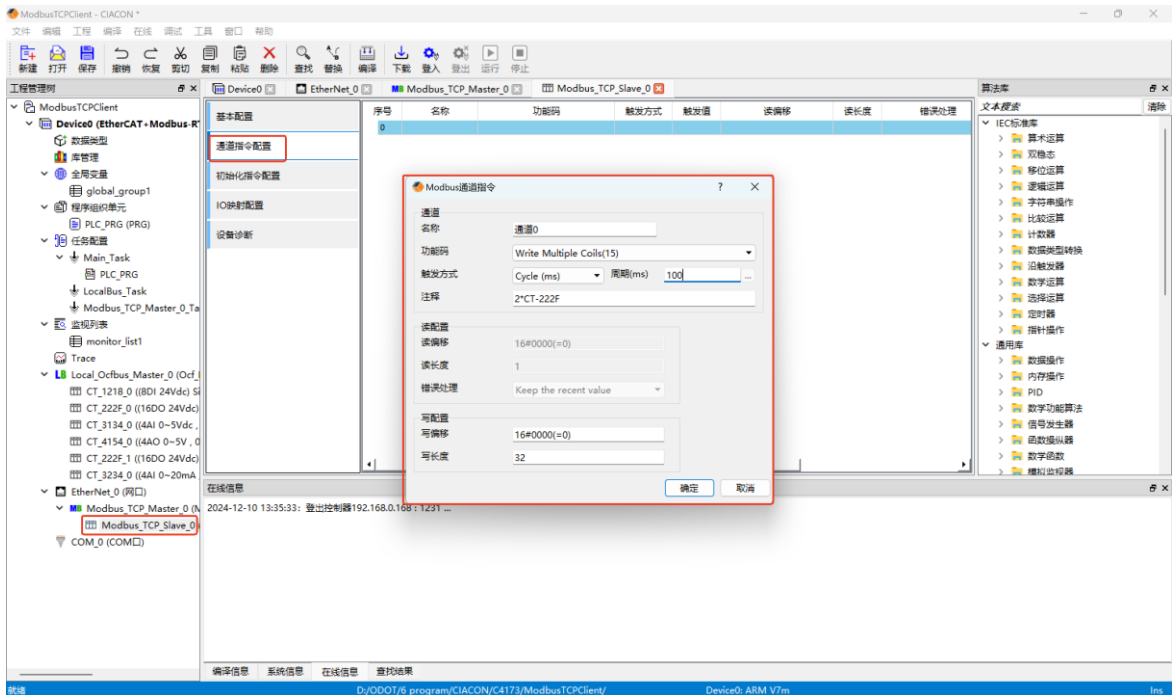 ModbusTCPClient - CIACON *
文件 编辑 工程 编译 在线 调试 工具 窗口 帮助
新建 打开 保存 撤销 恢复 剪切 复制 粘贴 删除 查找 替换 编译 下载 登入 登出 运行 停止
工程管理树
ModbusTCPClient
Device0 (EtherCAT+Modbus-R
数据类型
库管理
全局变量
global_group1
程序组织单元
PLC_PRG (PRG)
任务配置
Main_Task
PLC_PRG
LocalBus_Task
Modbus_TCP_Master_0_Ta
监视列表
monitor_list1
Trace
LB Local_Ocfbus_Master_0 (Ocf_l
CT_1218_0 ((8DI 24Vdc) Si
CT_222F_0 ((16DO 24Vdc)
CT_3134_0 ((4AI 0~5Vdc ,
CT_4154_0 ((4AO 0~5V , 0
CT_222F_1 ((16DO 24Vdc)
CT_3234_0 ((4AI 0~20mA
EtherNet_0 (网口)
MB Modbus_TCP_Master_0 (M
Modbus_TCP_Slave_0
COM_0 (COM口)
Device0 EtherNet_0 MB Modbus_TCP_Master_0 Modbus_TCP_Slave_0
基本配置
通道指令配置
初始化指令配置
IO映射配置
设备诊断
序号 名称 功能码 触发方式 触发值 读偏移 读长度 错误处理
0
Modbus通道指令 ?
通道
名称 通道0
功能码 Write Multiple Coils(15)
触发方式 Cycle (ms) 周期(ms) 100 ...
注释 2*CT-222F
读配置
读偏移 16#0000(=0)
读长度 1
错误处理 Keep the recent value
写配置
写偏移 16#0000(=0)
写长度 32
确定 取消
算法库
文本搜索 清除
IEC标准库
算术运算
双稳态
移位运算
逻辑运算
字符串操作
比较运算
计数器
数据类型转换
沿触发器
数学运算
选择运算
定时器
指针操作
通用库
数据操作
内存操作
PID
数学功能算法
信号发生器
函数操纵器
数学函数
模拟监视器
在线信息
2024-12-10 13:35:33: 登出控制器192.168.0.168 : 1231 ...
编译信息 系统信息 在线信息 查找结果
就绪 D:/ODOT/6 program/CIACON/C4173/ModbusTCPClient/ Device0: ARM V7m Ins